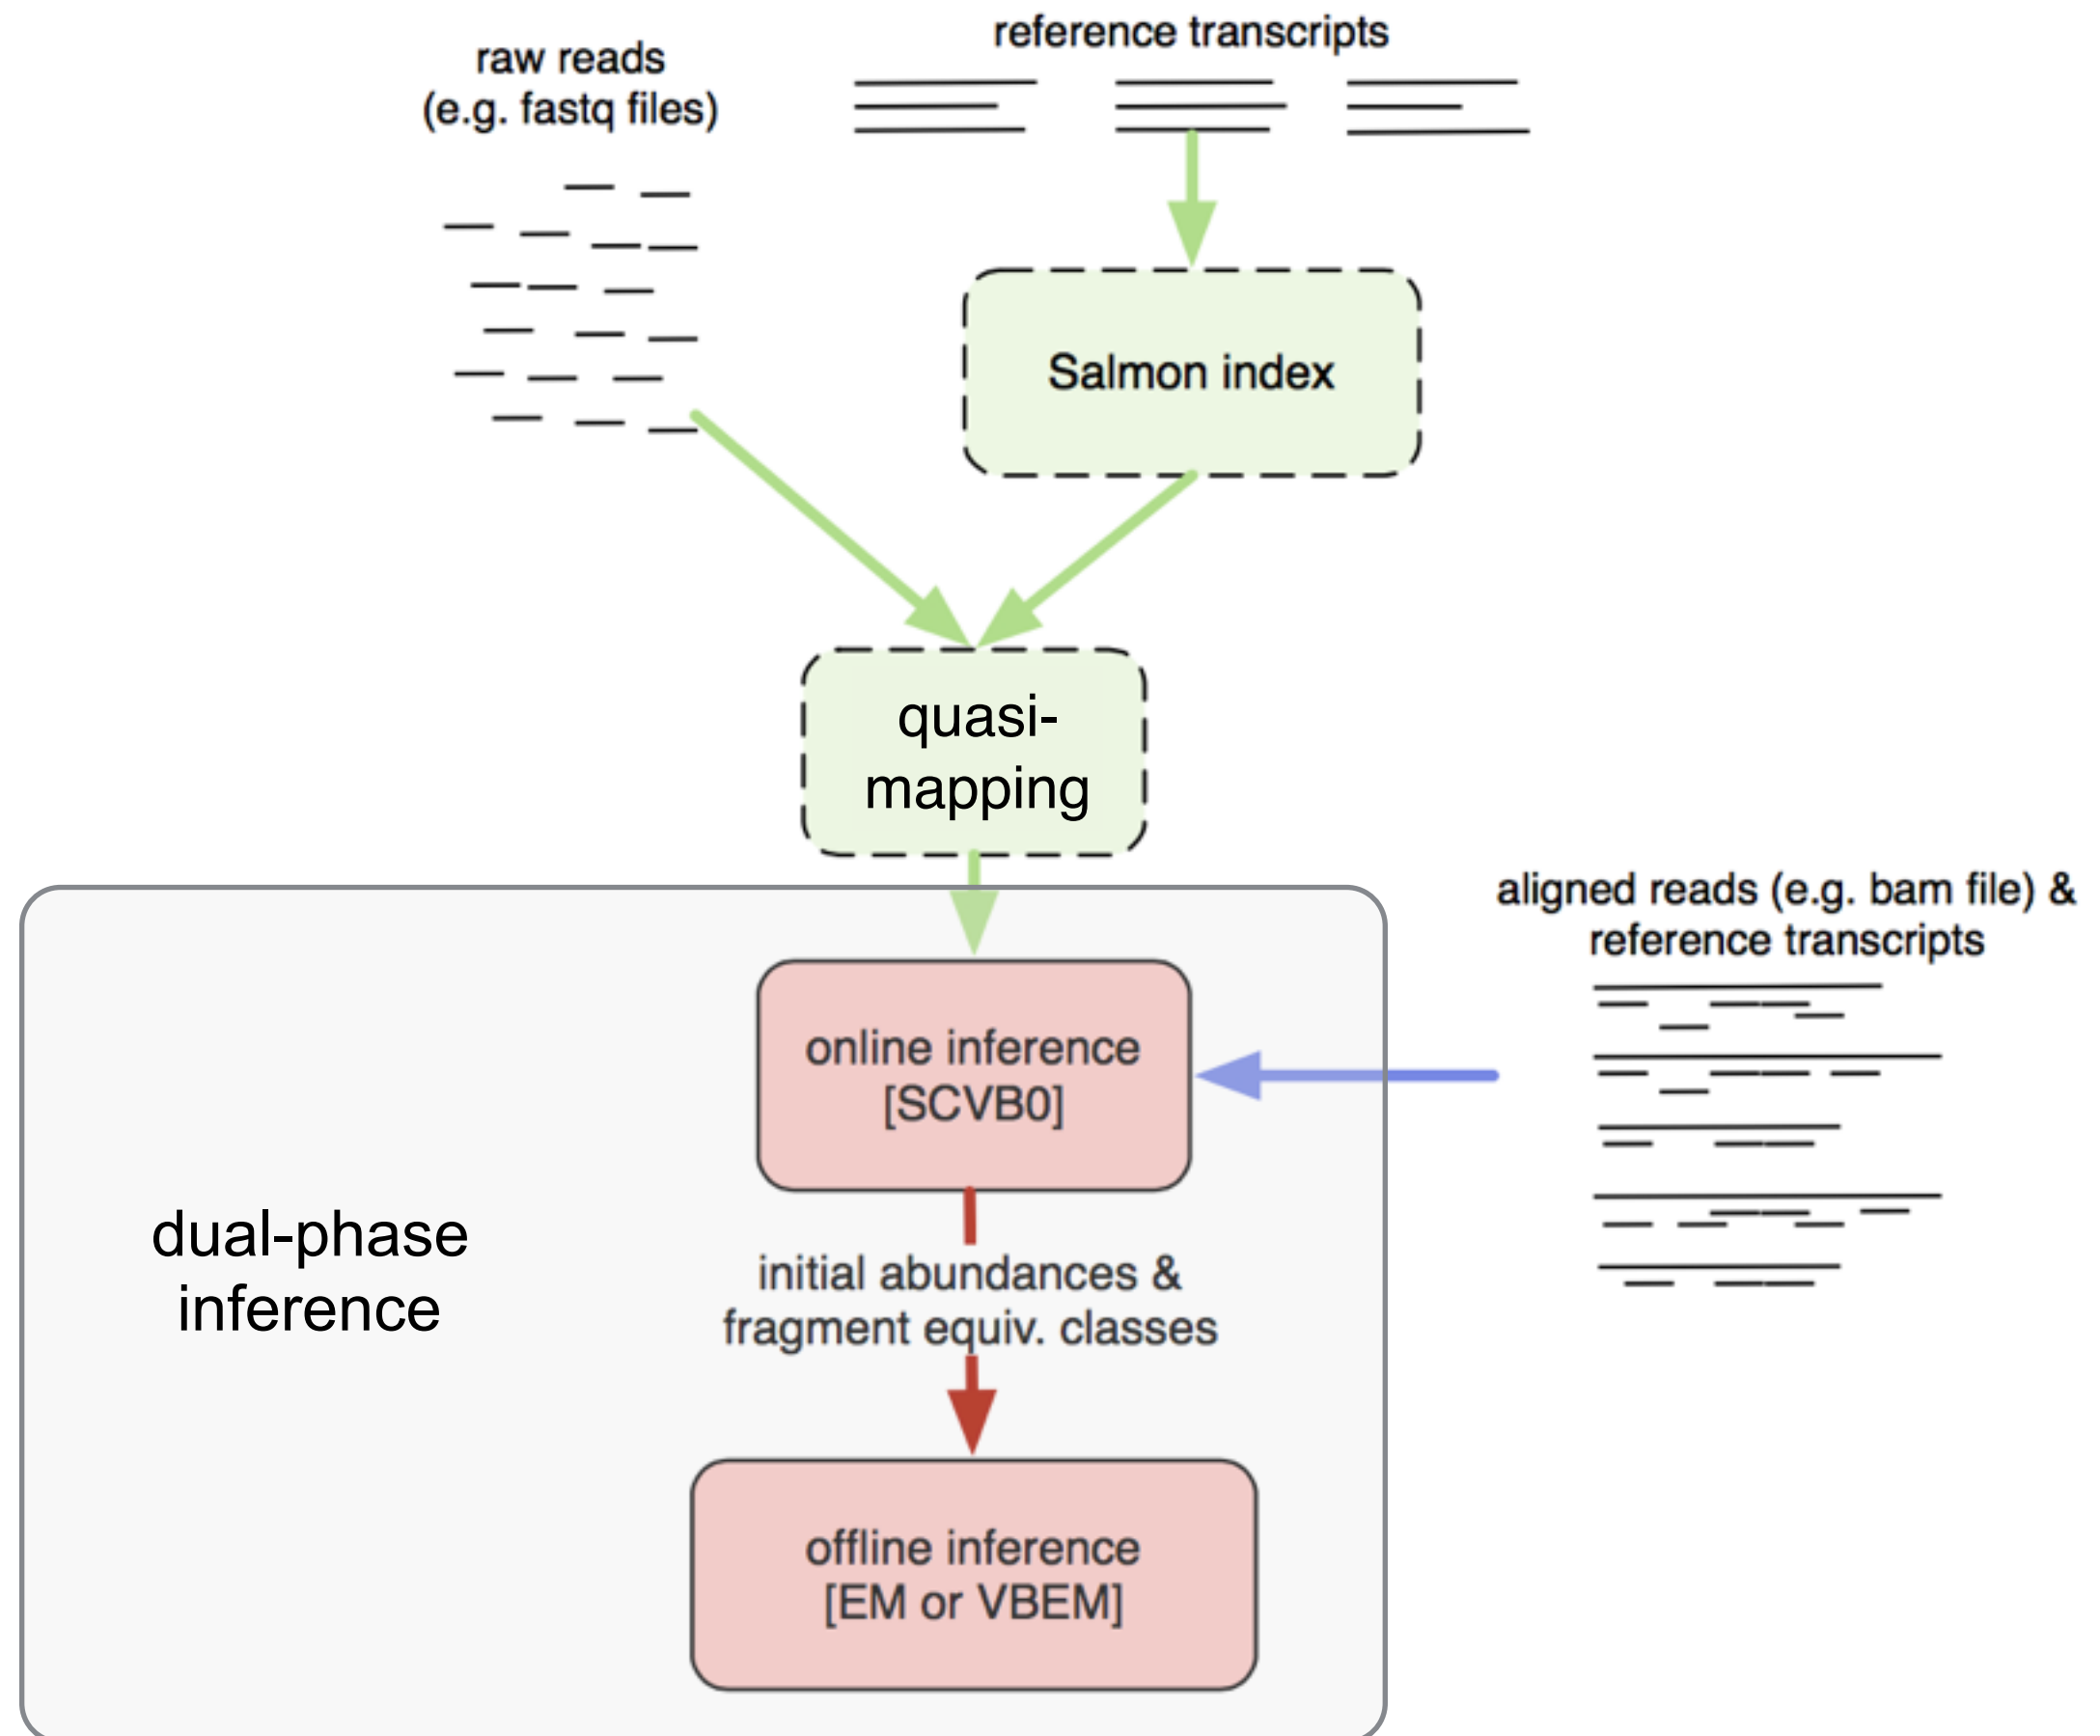 reference transcripts
raw reads
(e.g. fastq files)
Salmon index
quasi-
mapping
aligned reads (e.g. bam file) &
reference transcripts
online inference
[SCVB0]
dual-phase
inference
initial abundances &
fragment equiv. classes
offline inference
[EM or VBEM]